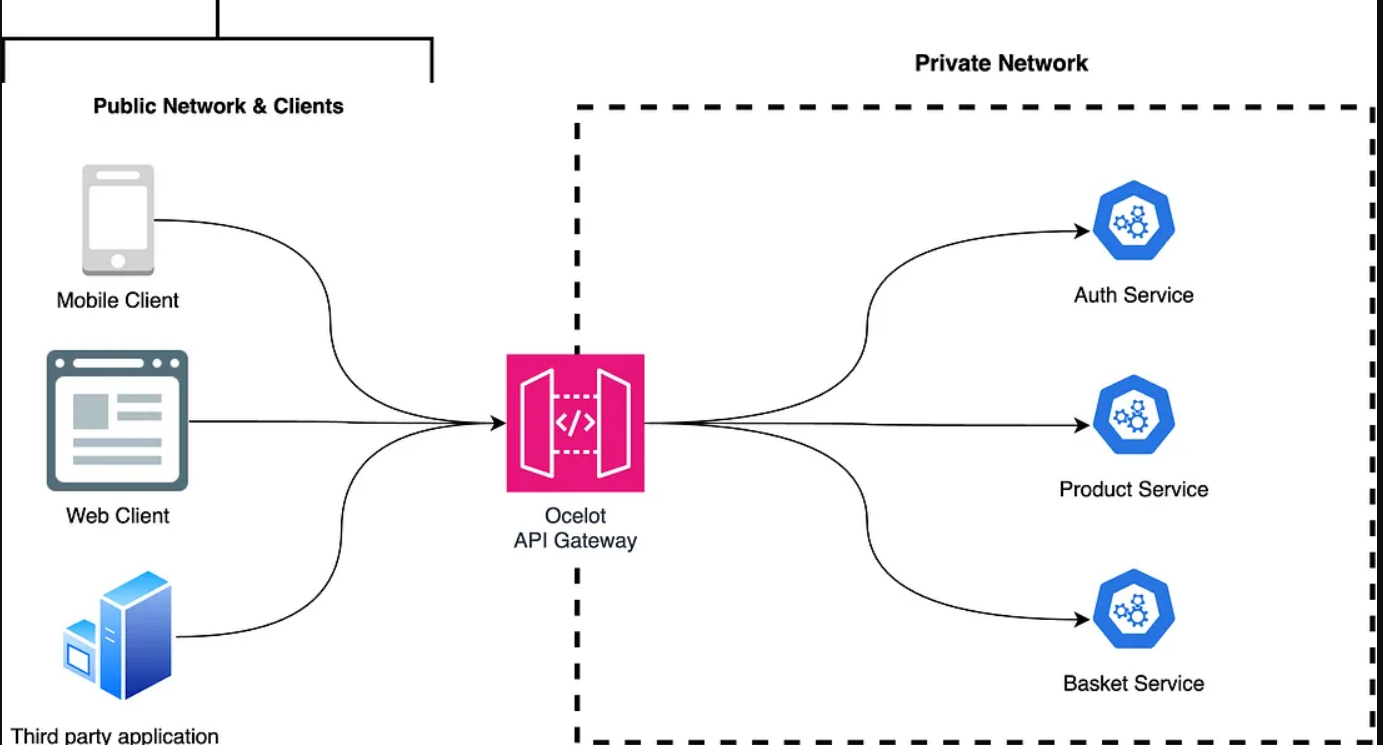 Private Network
Public Network & Clients
Mobile Client
Auth Service
</>
Web Client
Product Service
Ocelot
API Gateway
Basket Service
Third party application